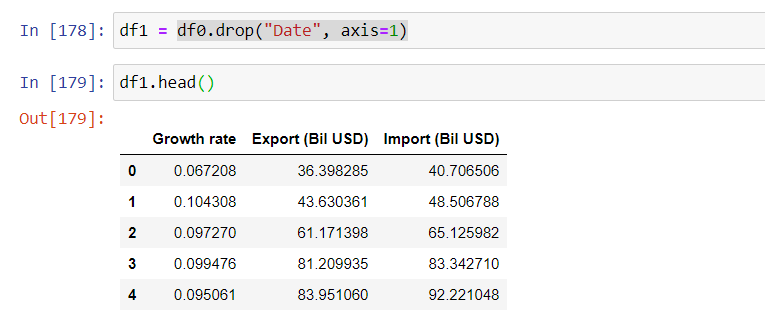 In [178]: df1 = df0.drop("Date", axis=1)
In [179]: df1.head()
Out[179]:
Growth rate Export (Bil USD) Import (Bil USD)
0 0.067208 36.398285 40.706506
1 0.104308 43.630361 48.506788
2 0.097270 61.171398 65.125982
3 0.099476 81.209935 83.342710
4 0.095061 83.951060 92.221048